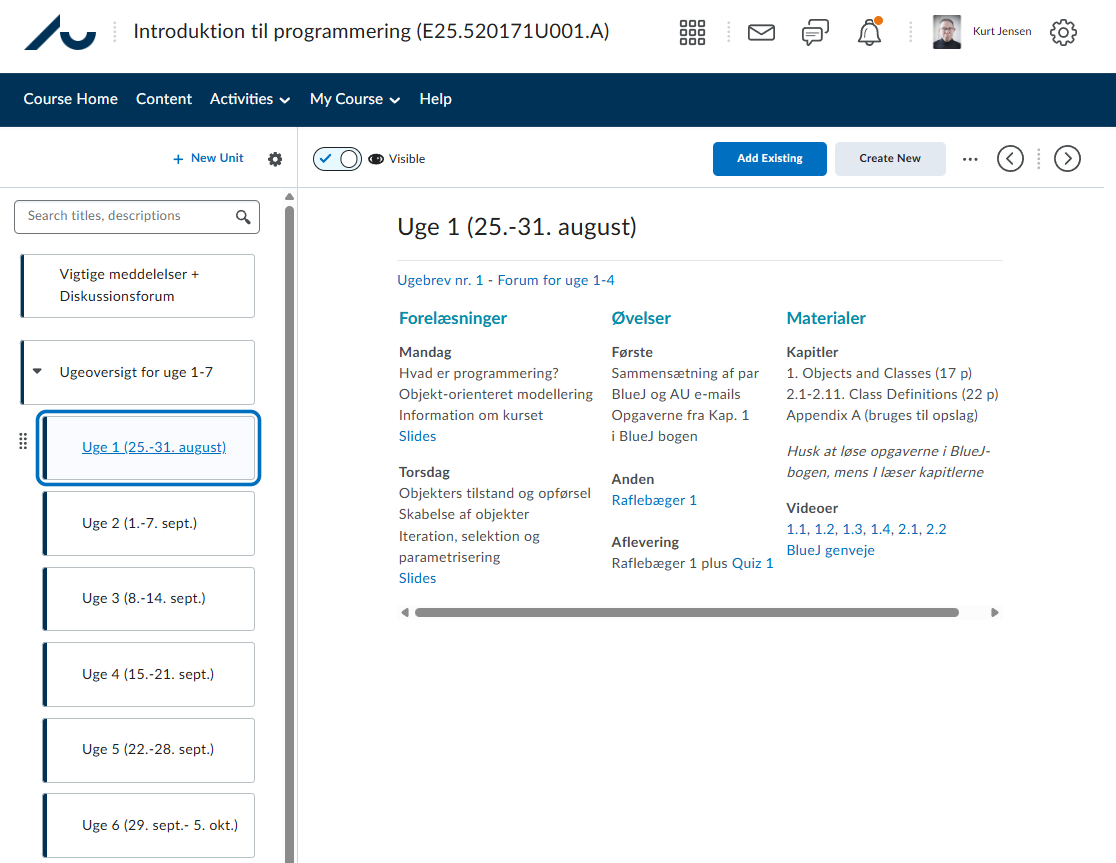 Introduktion til programmering (E25.520171U001.A)
Kurt Jensen
Course Home
Content
Activities
My Course
Help
+ New Unit
Visible
Add Existing
Create New
Search titles, descriptions
Vigtige meddelelser +
Diskussionsforum
Ugeoversigt for uge 1-7
Uge 1 (25.-31. august)
Uge 2 (1.-7. sept.)
Uge 3 (8.-14. sept.)
Uge 4 (15.-21. sept.)
Uge 5 (22.-28. sept.)
Uge 6 (29. sept.- 5. okt.)
Uge 1 (25.-31. august)
Ugebrev nr. 1 - Forum for uge 1-4
Forelæsninger
Mandag
Hvad er programmering?
Objekt-orienteret modellering
Information om kurset
Slides
Torsdag
Objekters tilstand og opførsel
Skabelse af objekter
Iteration, selektion og
parametrisering
Slides
Øvelser
Første
Sammensætning af par
BlueJ og AU e-mails
Opgaverne fra Kap. 1
i BlueJ bogen
Anden
Raflebæger 1
Aflevering
Raflebæger 1 plus Quiz 1
Materialer
Kapitler
1. Objects and Classes (17 p)
2.1-2.11. Class Definitions (22 p)
Appendix A (bruges til opslag)
Husk at løse opgaverne i BlueJ-
bogen, mens I læser kapitlerne
Videoer
1.1, 1.2, 1.3, 1.4, 2.1, 2.2
BlueJ genveje